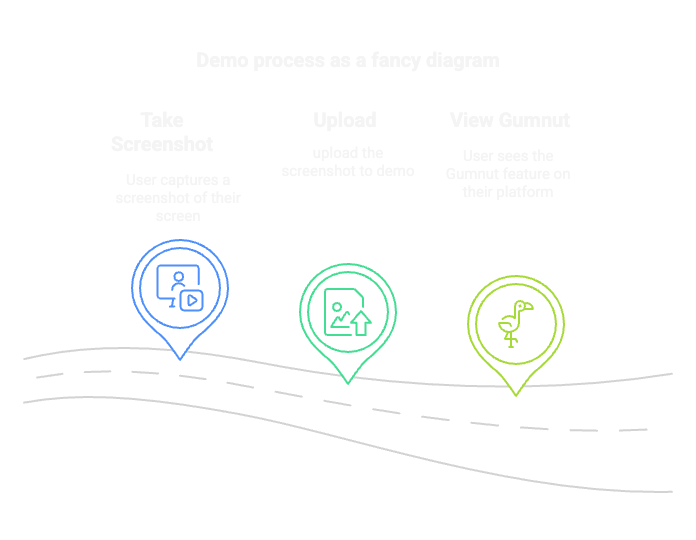 Demo process as a fancy diagram
Take
Screenshot
User captures a
screenshot of their
screen
Upload
upload the
screenshot to demo
View Gumnut
User sees the
Gumnut feature on
their platform